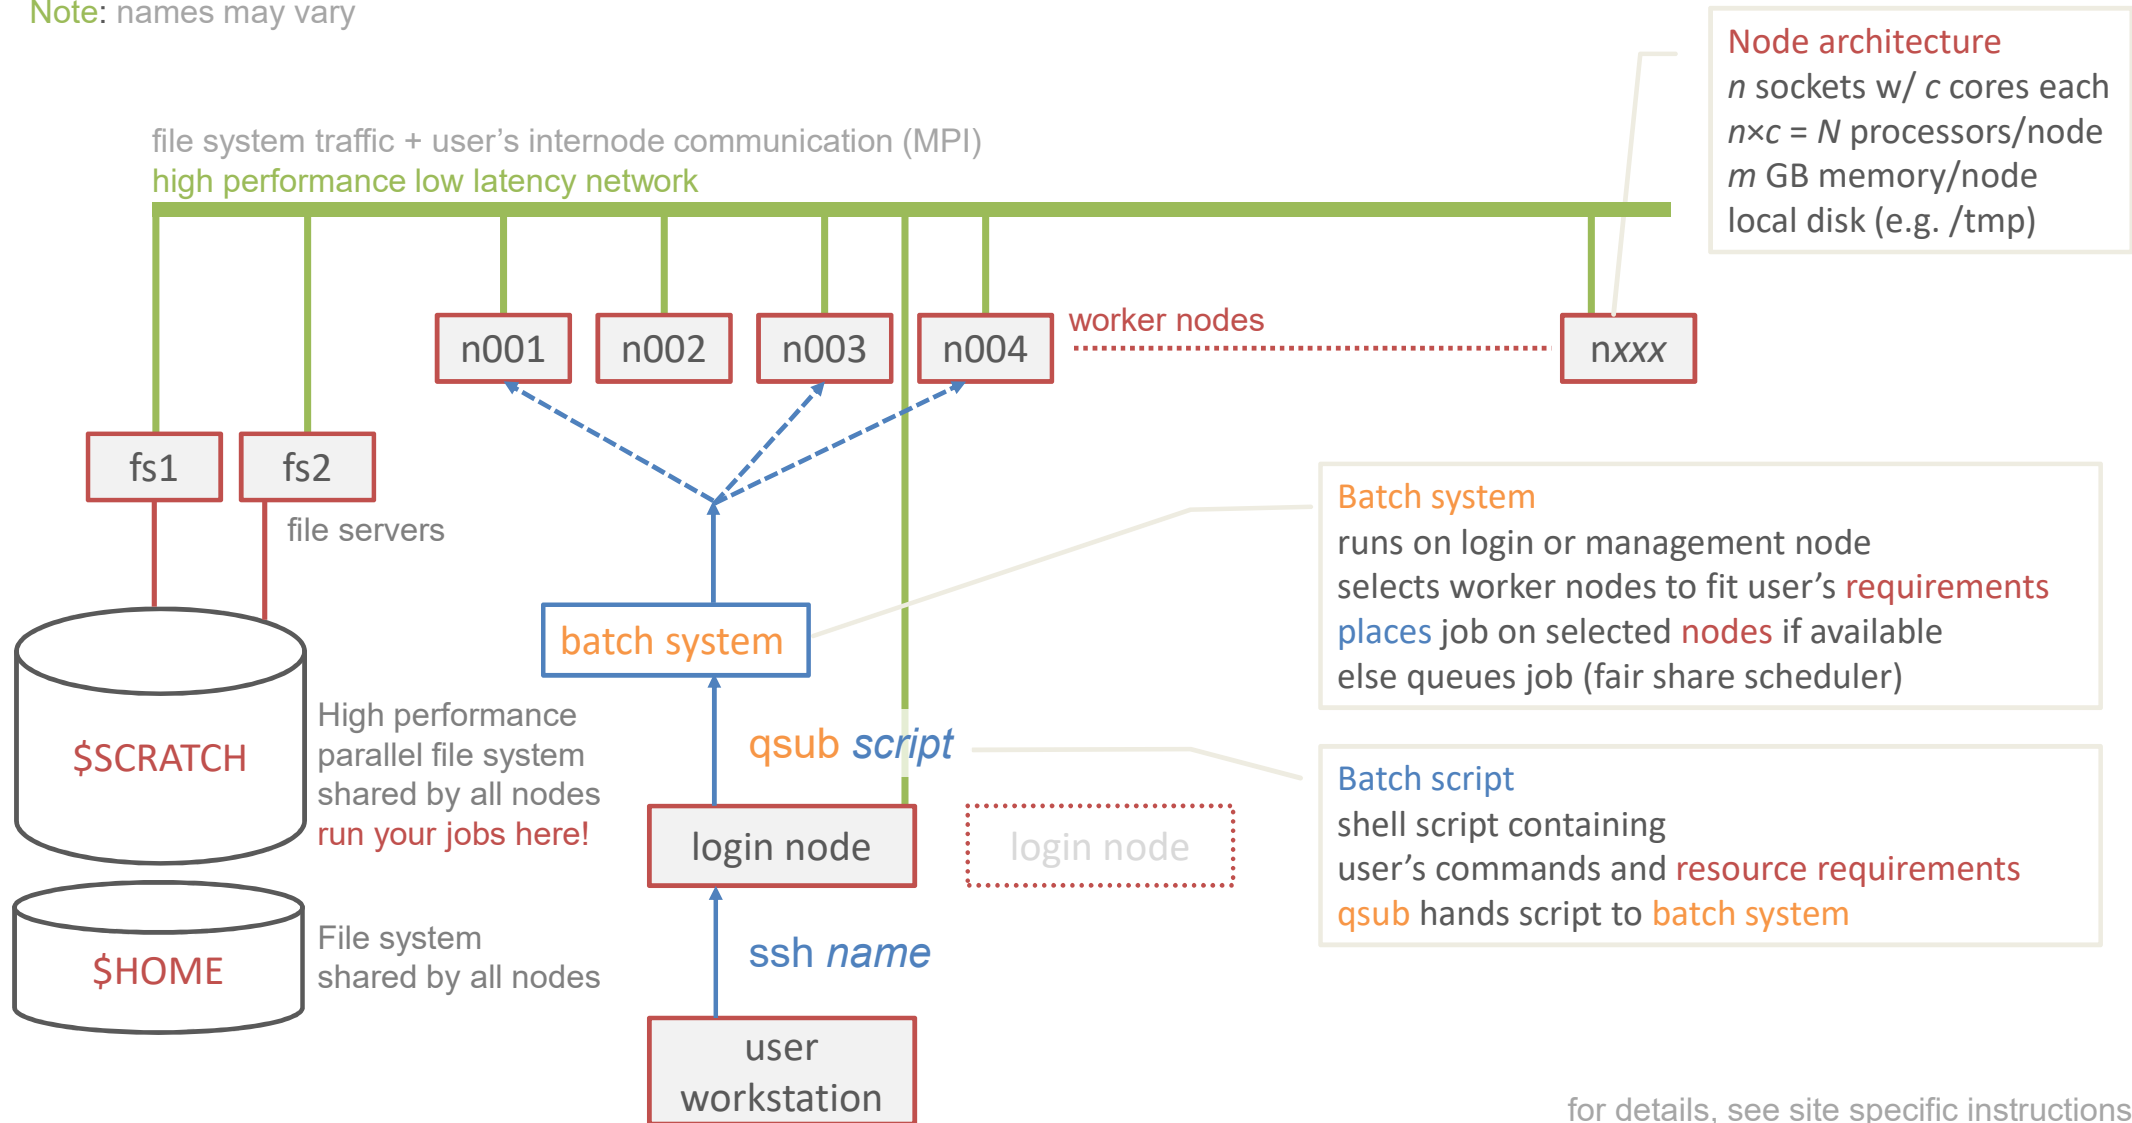 Note: names may vary
file system traffic + user's internode communication (MPI)
high performance low latency network
Node architecture
n sockets w/ c cores each
n×c = N processors/node
m GB memory/node
local disk (e.g. /tmp)
n001
n002
n003
n004
worker nodes
nxxx
fs1
fs2
file servers
batch system
Batch system
runs on login or management node
selects worker nodes to fit user’s requirements
places job on selected nodes if available
else queues job (fair share scheduler)
$SCRATCH
High performance
parallel file system
shared by all nodes
run your jobs here!
qsub script
Batch script
shell script containing
user’s commands and resource requirements
qsub hands script to batch system
login node
login node
$HOME
File system
shared by all nodes
ssh name
user
workstation
for details, see site specific instructions